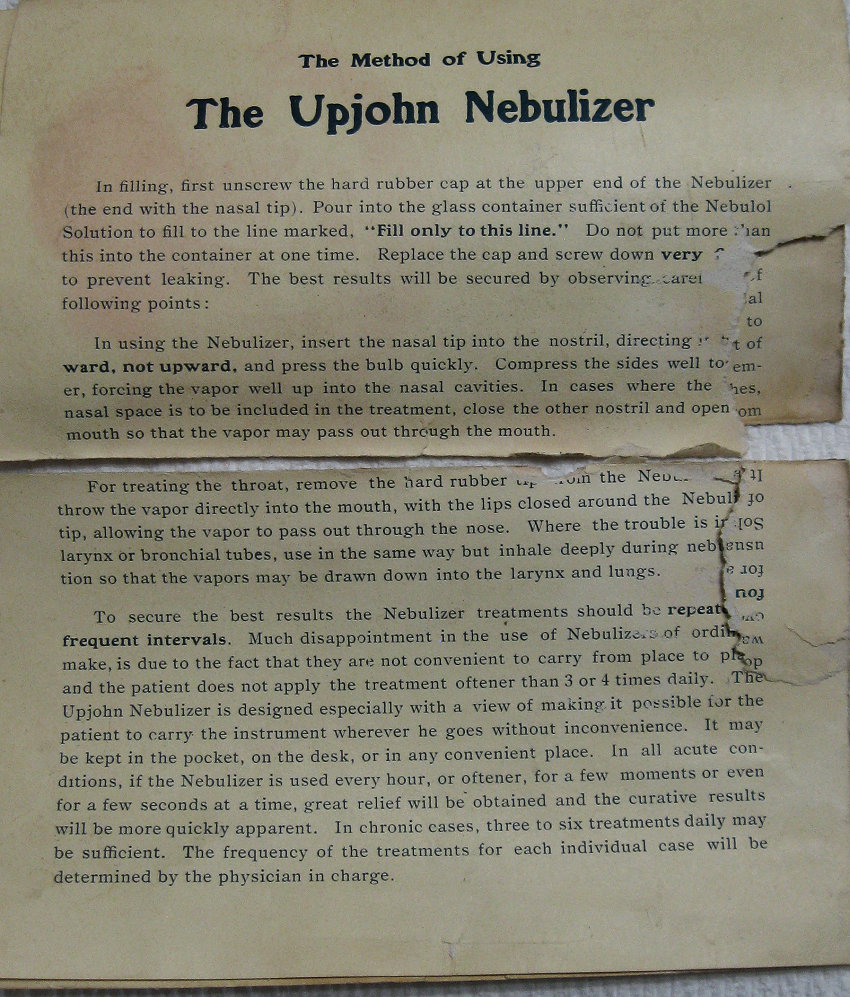 The Method of Using
The Upjohn Nebulizer
In filling, first unscrew the hard rubber cap at the upper end of the Nebulizer
(the end with the nasal tip). Pour into the glass container sufficient of the Nebulol
Solution to fill to the line marked, "Fill only to this line." Do not put more than
this into the container at one time. Replace the cap and screw down very
to prevent leaking. The best results will be secured by observing
following points:
In using the Nebulizer, insert the nasal tip into the nostril, directing
ward, not upward, and press the bulb quickly. Compress the sides well
er, forcing the vapor well up into the nasal cavities. In cases where the
nasal space is to be included in the treatment, close the other nostril and open
mouth so that the vapor may pass out through the mouth.
al
to
t of
em-
hes,
om
For treating the throat, remove the hard rubber tip from the
throw the vapor directly into the mouth, with the lips closed around the
tip, allowing the vapor to pass out through the nose. Where the trouble is
larynx or bronchial tubes, use in the same way but inhale deeply during neb
tion so that the vapors may be drawn down into the larynx and lungs.
To secure the best results the Nebulizer treatments should be repeat
frequent intervals. Much disappointment in the use of Nebulizers of
make, is due to the fact that they are not convenient to carry from place to
and the patient does not apply the treatment oftener than 3 or 4 times daily. The
Upjohn Nebulizer is designed especially with a view of making it possible for the
patient to carry the instrument wherever he goes without inconvenience. It may
be kept in the pocket, on the desk, or in any convenient place. In all acute con-
ditions, if the Nebulizer is used every hour, or oftener, for a few moments or even
for a few seconds at a time, great relief will be obtained and the curative results
will be more quickly apparent. In chronic cases, three to six treatments daily may
be sufficient. The frequency of the treatments for each individual case will be
determined by the physician in charge.